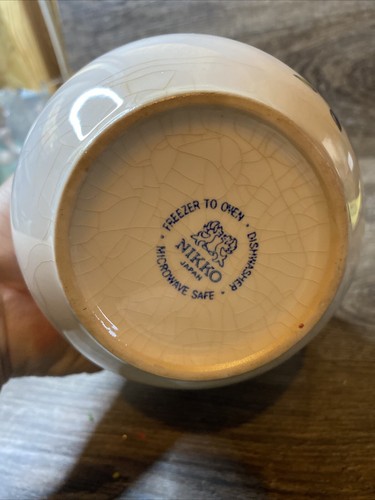 FREEZER TO OVEN · DISHWASHER · MICROWAVE SAFE ·
NIKKO
JAPAN